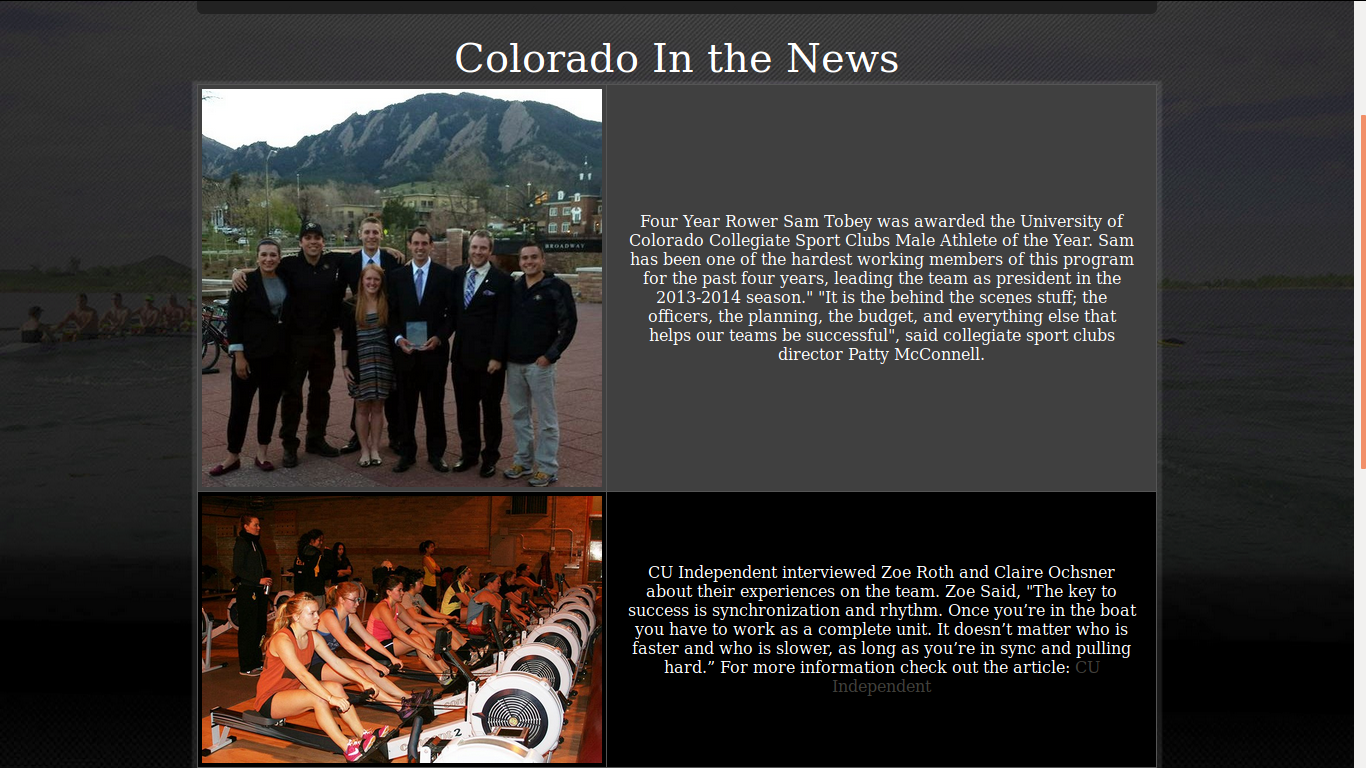 Colorado In the News
BROADWAY
Four Year Rower Sam Tobey was awarded the University of
Colorado Collegiate Sport Clubs Male Athlete of the Year. Sam
has been one of the hardest working members of this program
for the past four years, leading the team as president in the
2013-2014 season." "It is the behind the scenes stuff; the
officers, the planning, the budget, and everything else that
helps our teams be successful", said collegiate sport clubs
director Patty McConnell.
CU Independent interviewed Zoe Roth and Claire Ochsner
about their experiences on the team. Zoe Said, "The key to
success is synchronization and rhythm. Once you’re in the boat
you have to work as a complete unit. It doesn’t matter who is
faster and who is slower, as long as you’re in sync and pulling
hard.” For more information check out the article: CU
Independent